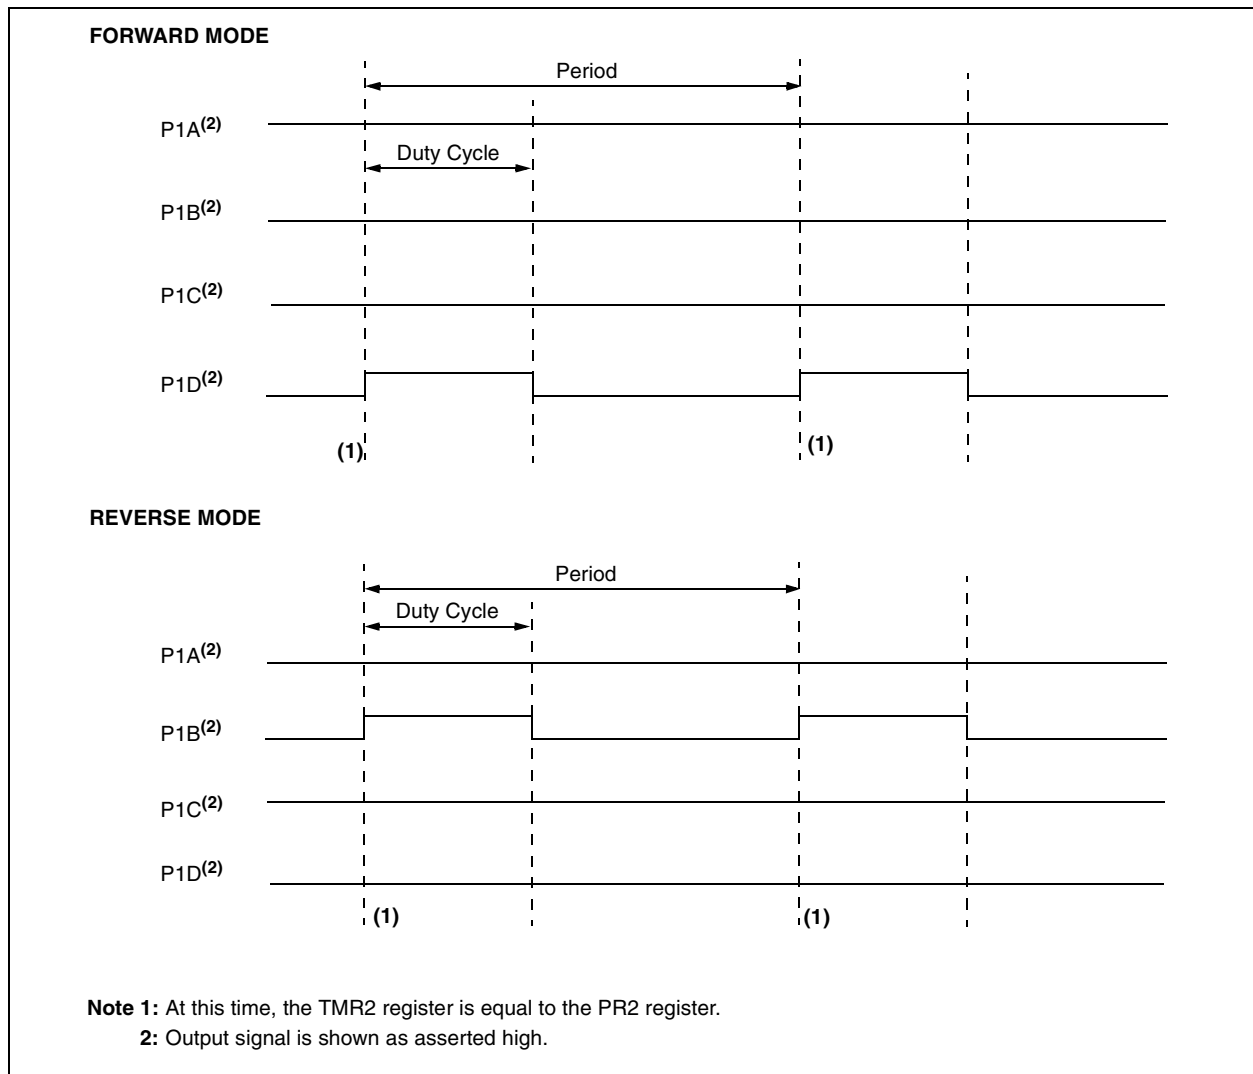 FORWARD MODE
Period
P1A(2)
Duty Cycle
P1B(2)
P1C(2)
P1D(2)
(1)
(1)
REVERSE MODE
Period
Duty Cycle
P1A(2)
P1B(2)
P1C(2)
P1D(2)
(1)
(1)
Note 1: At this time, the TMR2 register is equal to the PR2 register.
2: Output signal is shown as asserted high.